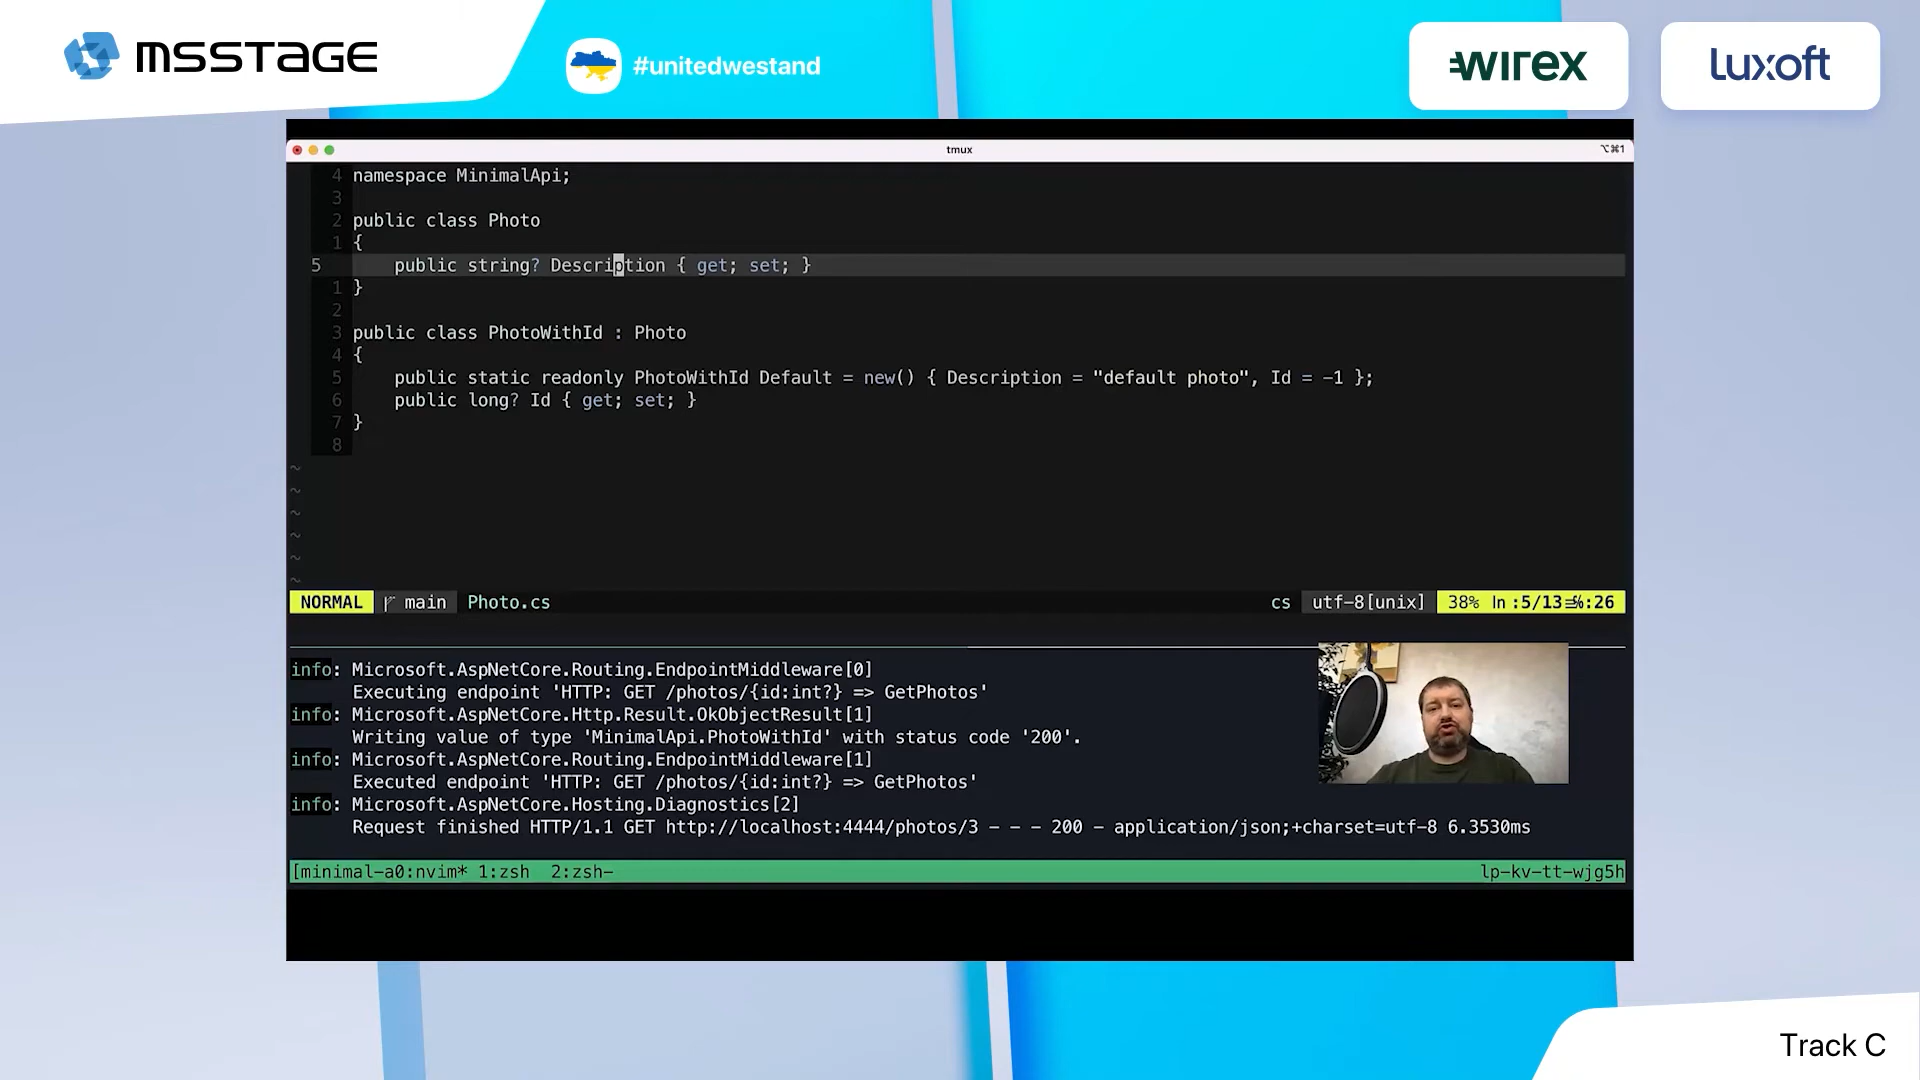 MSSTAGE
#unitedwestand
wirex
luxoft
tmux
⌥⌘1
4 namespace MinimalApi;
3
2 public class Photo
1 {
5 public string? Description { get; set; }
1 }
2
3 public class PhotoWithId : Photo
4 {
5 public static readonly PhotoWithId Default = new() { Description = "default photo", Id = -1 };
6 public long? Id { get; set; }
7 }
8
~
~
~
~
~
~
NORMAL main Photo.cs cs utf-8[unix] 38% ln :5/13 :26
info: Microsoft.AspNetCore.Routing.EndpointMiddleware[0]
Executing endpoint 'HTTP: GET /photos/{id:int?} => GetPhotos'
info: Microsoft.AspNetCore.Http.Result.OkObjectResult[1]
Writing value of type 'MinimalApi.PhotoWithId' with status code '200'.
info: Microsoft.AspNetCore.Routing.EndpointMiddleware[1]
Executed endpoint 'HTTP: GET /photos/{id:int?} => GetPhotos'
info: Microsoft.AspNetCore.Hosting.Diagnostics[2]
Request finished HTTP/1.1 GET http://localhost:4444/photos/3 - - - 200 - application/json;+charset=utf-8 6.3530ms
[minimal-a0:nvim* 1:zsh 2:zsh- lp-kv-tt-wjg5h
Track C